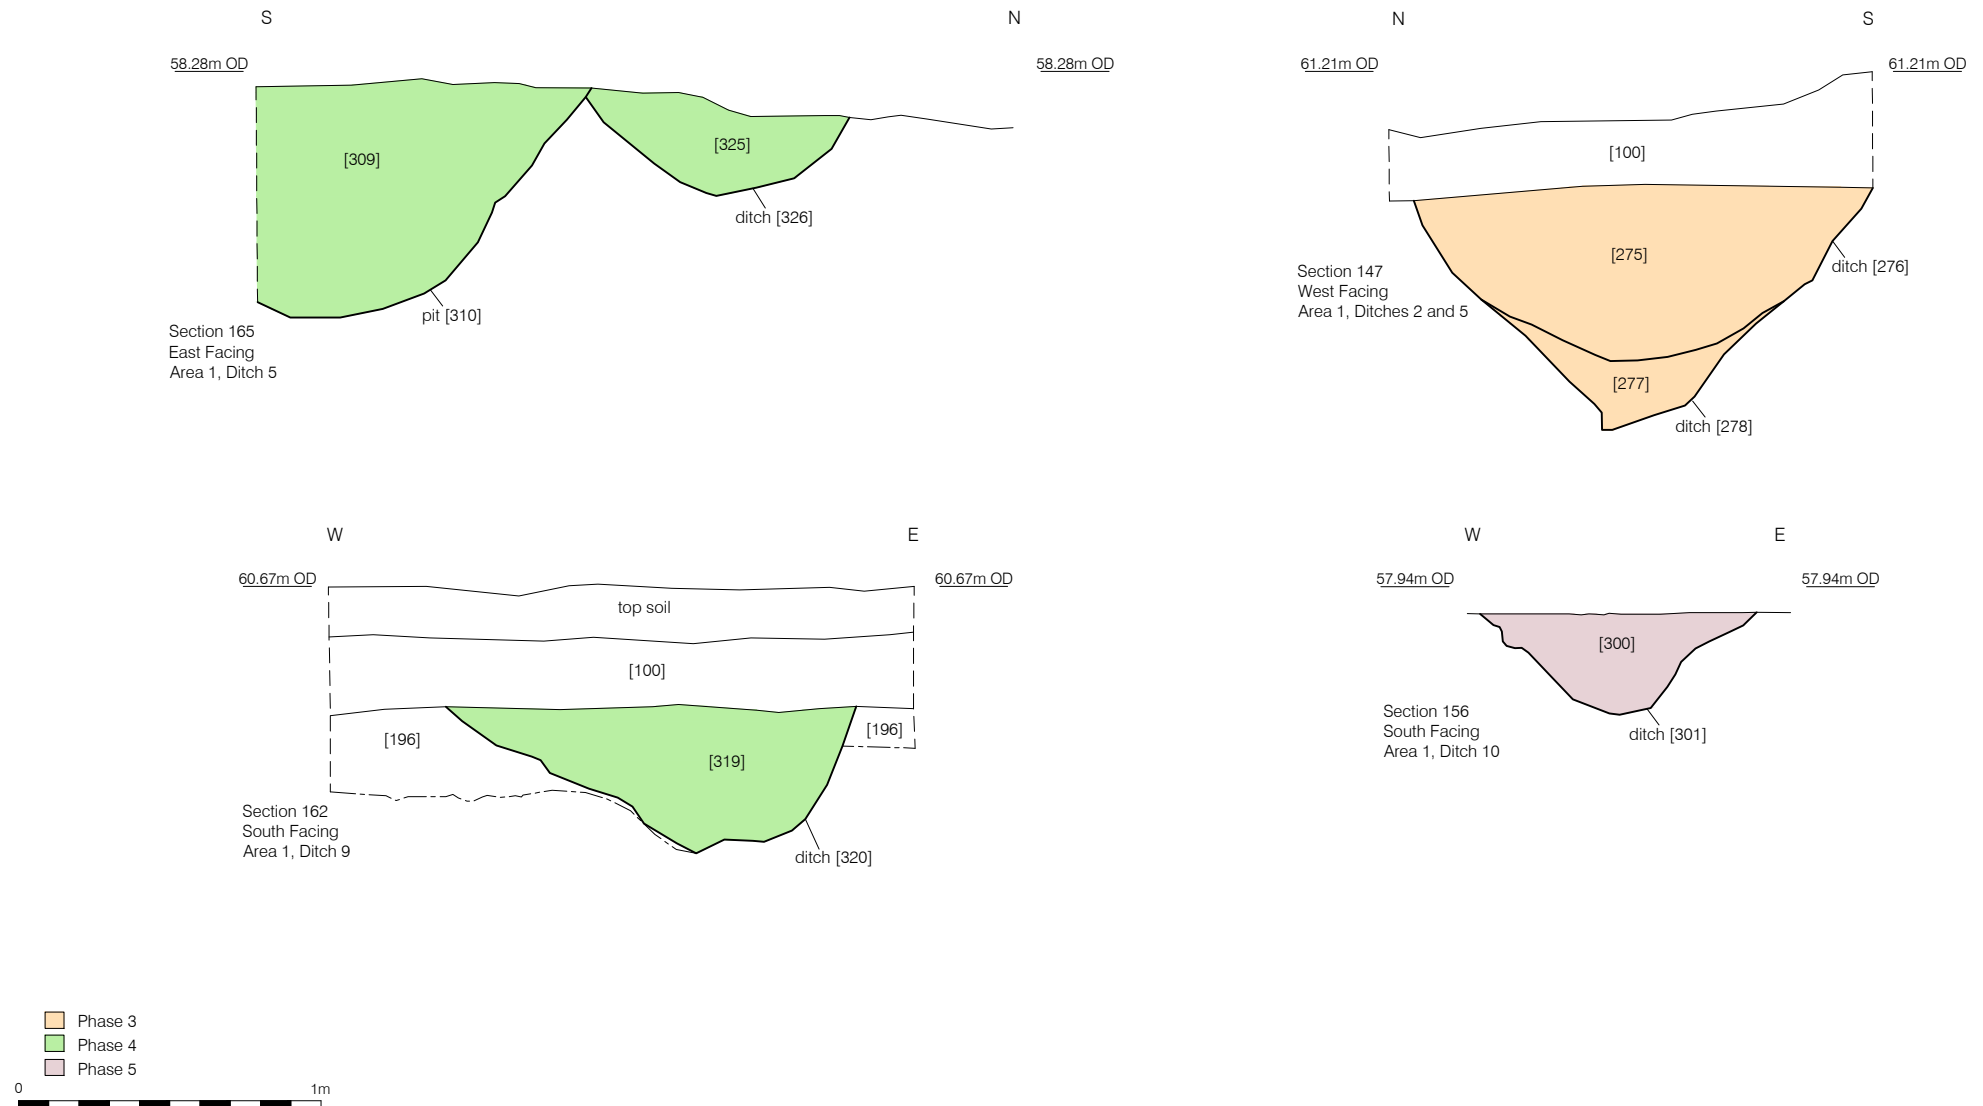 S
N
58.28m OD
58.28m OD
[309]
[325]
ditch [326]
pit [310]
Section 165
East Facing
Area 1, Ditch 5
N
S
61.21m OD
61.21m OD
[100]
[275]
ditch [276]
Section 147
West Facing
Area 1, Ditches 2 and 5
[277]
ditch [278]
W
E
60.67m OD
60.67m OD
top soil
[100]
[196]
[196]
[319]
Section 162
South Facing
Area 1, Ditch 9
ditch [320]
W
E
57.94m OD
57.94m OD
[300]
Section 156
South Facing
Area 1, Ditch 10
ditch [301]
Phase 3
Phase 4
Phase 5
0
1m